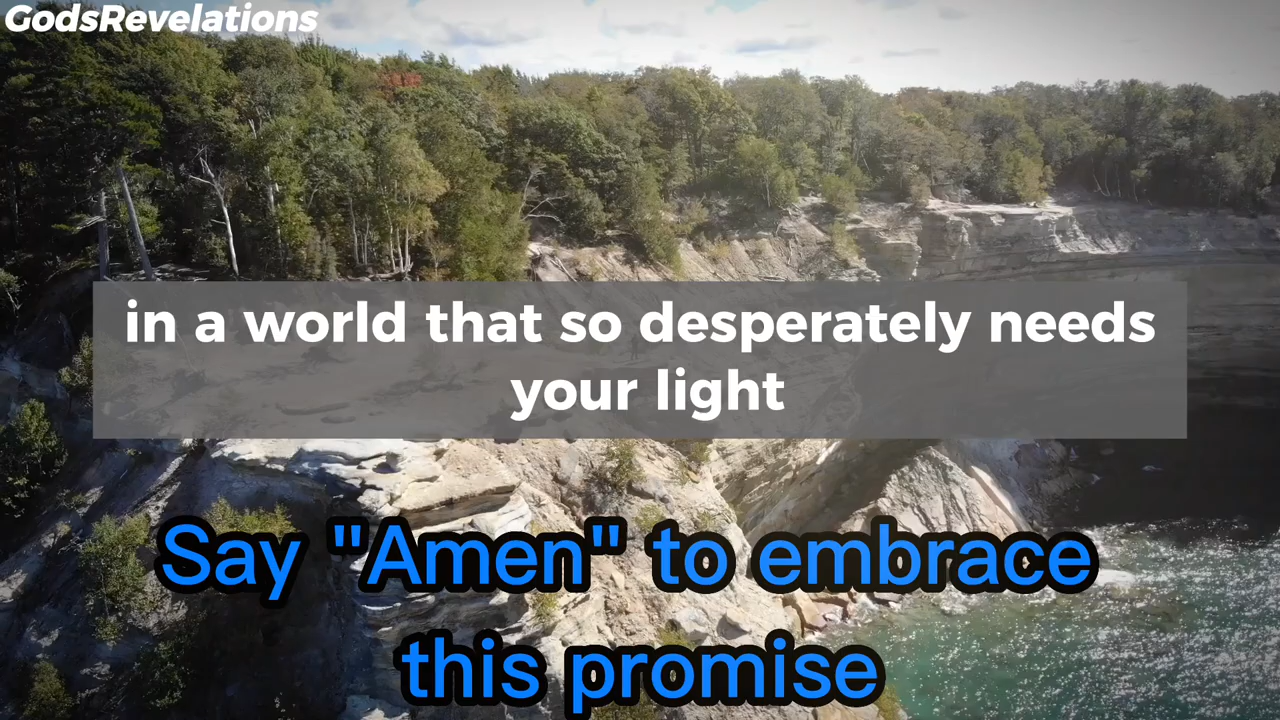 GodsRevelations
in a world that so desperately needs
your light
Say "Amen" to embrace
this promise